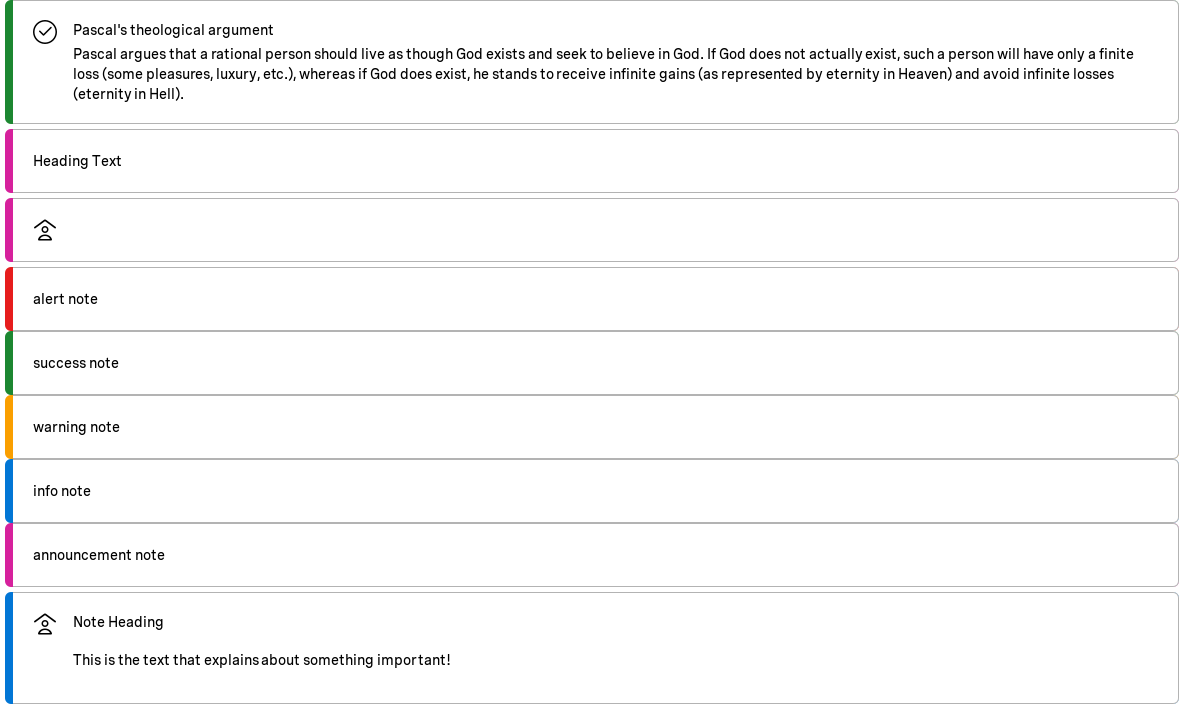 Pascal's theological argument
Pascal argues that a rational person should live as though God exists and seek to believe in God. If God does not actually exist, such a person will have only a finite
loss (some pleasures, luxury, etc.), whereas if God does exist, he stands to receive infinite gains (as represented by eternity in Heaven) and avoid infinite losses
(eternity in Hell).
Heading Text
alert note
success note
warning note
info note
announcement note
Note Heading
This is the text that explains about something important!